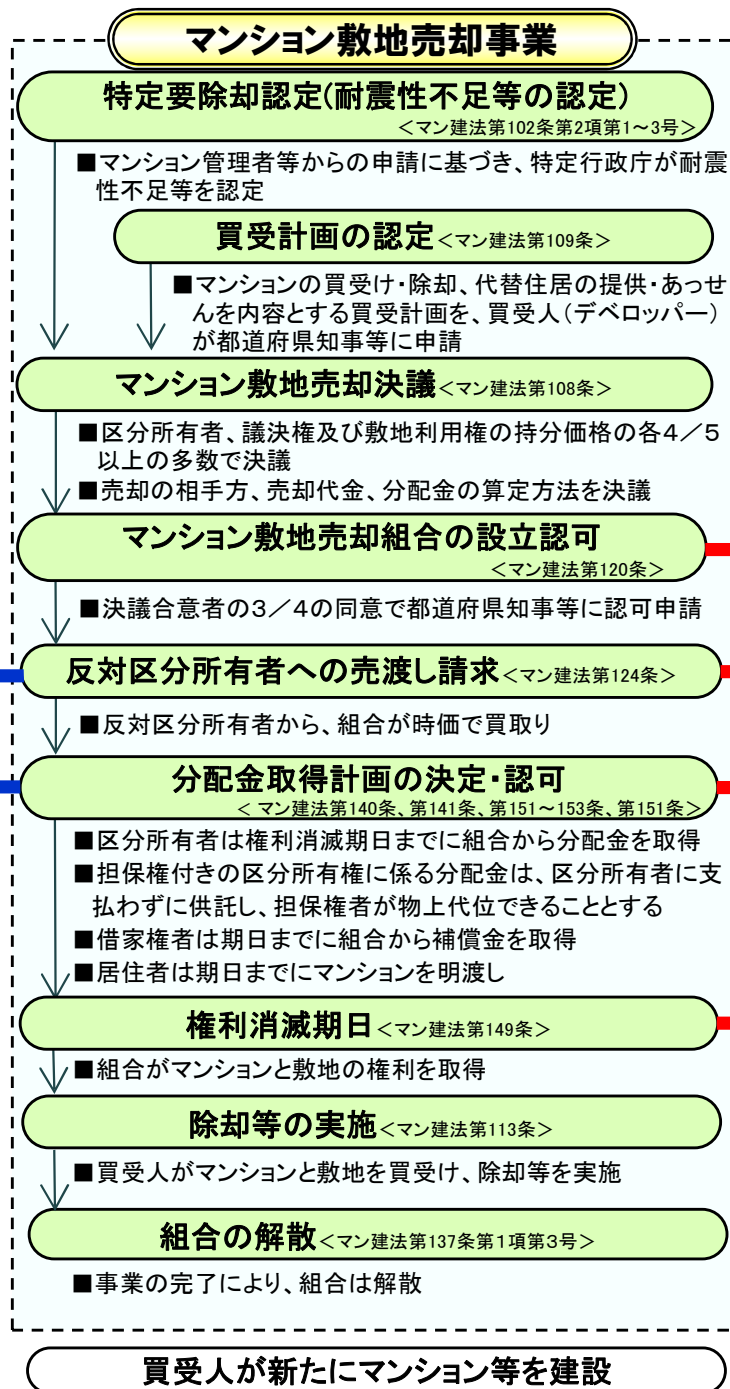 マンション敷地売却事業
特定要除却認定(耐震性不足等の認定)
<マン建法第102条第2項第1～3号>
■マンション管理者等からの申請に基づき、特定行政庁が耐震
性不足等を認定
買受計画の認定<マン建法第109条>
■マンションの買受け・除却、代替住居の提供・あっせ
んを内容とする買受計画を、買受人(デベロッパー)
が都道府県知事等に申請
マンション敷地売却決議<マン建法第108条>
■区分所有者、議決権及び敷地利用権の持分価格の各4／5
以上の多数で決議
■売却の相手方、売却代金、分配金の算定方法を決議
マンション敷地売却組合の設立認可
<マン建法第120条>
■決議合意者の3／4の同意で都道府県知事等に認可申請
反対区分所有者への売渡し請求<マン建法第124条>
■反対区分所有者から、組合が時価で買取り
分配金取得計画の決定・認可
< マン建法第140条、第141条、第151～153条、第151条>
■区分所有者は権利消滅期日までに組合から分配金を取得
■担保権付きの区分所有権に係る分配金は、区分所有者に支
払わずに供託し、担保権者が物上代位できることとする
■借家権者は期日までに組合から補償金を取得
■居住者は期日までにマンションを明渡し
権利消滅期日<マン建法第149条>
■組合がマンションと敷地の権利を取得
除却等の実施<マン建法第113条>
■買受人がマンションと敷地を買受け、除却等を実施
組合の解散<マン建法第137条第1項第3号>
■事業の完了により、組合は解散
買受人が新たにマンション等を建設